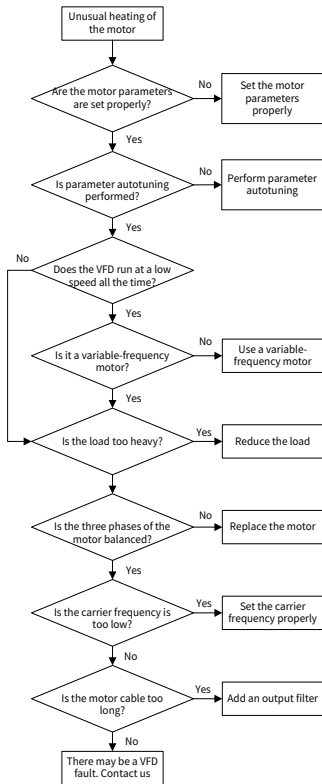 Unusual heating of
the motor
Are the motor parameters
are set properly?
No
Set the motor
parameters
properly
Yes
Is parameter autotuning
performed?
No
Perform parameter
autotuning
Yes
No
Does the VFD run at a low
speed all the time?
Yes
Is it a variable-frequency
motor?
No
Use a variable-
frequency motor
Yes
Is the load too heavy?
Yes
Reduce the load
Is the three phases of the
motor balanced?
No
Replace the motor
Yes
Is the carrier frequency is
too low?
Yes
Set the carrier
frequency properly
No
Is the motor cable too
long?
Yes
Add an output filter
No
There may be a VFD
fault. Contact us